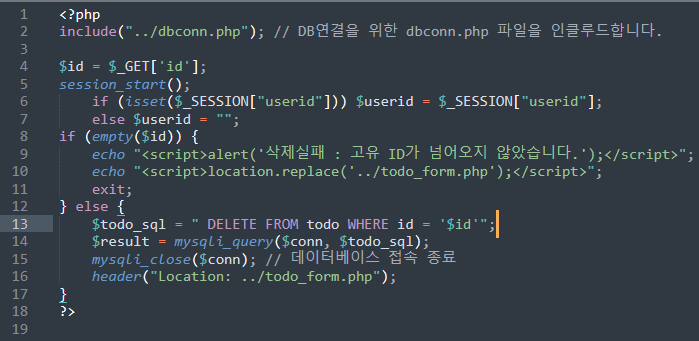 1 <?php
2 include("../dbconn.php"); // DB연결을 위한 dbconn.php 파일을 인클루드합니다.
3
4 $id = $_GET['id'];
5 session_start();
6     if (isset($_SESSION["userid"])) $userid = $_SESSION["userid"];
7     else $userid = "";
8 if (empty($id)) {
9     echo "<script>alert('삭제실패 : 고유 ID가 넘어오지 않았습니다.');</script>";
10     echo "<script>location.replace('../todo_form.php');</script>";
11     exit;
12 } else {
13     $todo_sql = " DELETE FROM todo WHERE id = '$id'";
14     $result = mysqli_query($conn, $todo_sql);
15     mysqli_close($conn); // 데이터베이스 접속 종료
16     header("Location: ../todo_form.php");
17 }
18 ?>
19